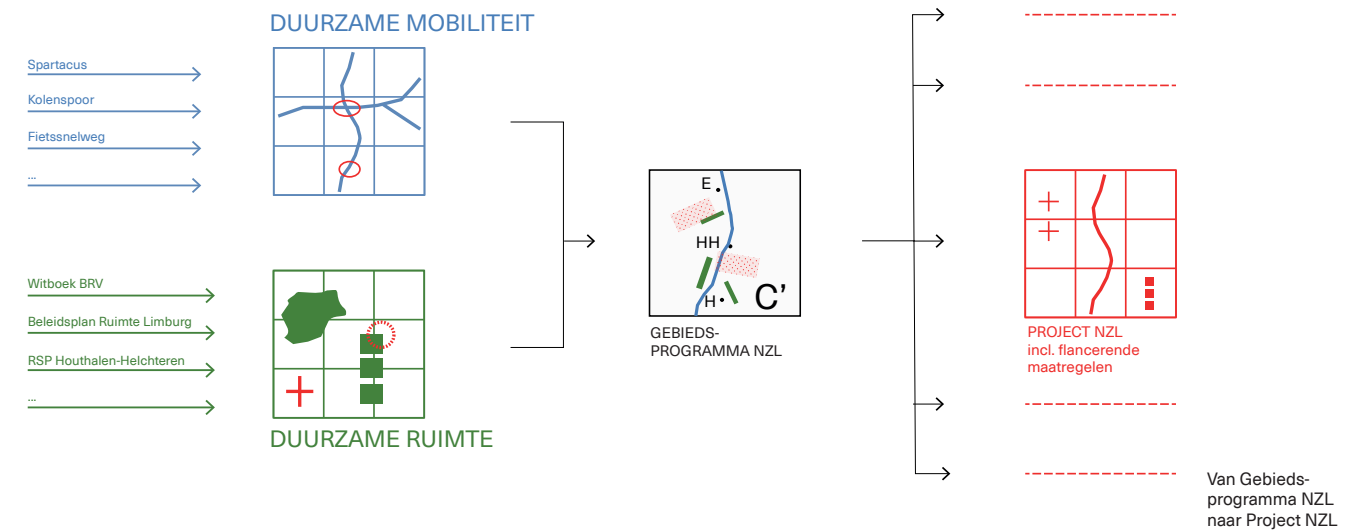 DUURZAME MOBILITEIT
Spartacus
Kolenspoor
Fietssnelweg
...
Witboek BRV
Beleidsplan Ruimte Limburg
RSP Houthalen-Helchteren
...
DUURZAME RUIMTE
E
HH
H
C'
GEBIEDS-
PROGRAMMA NZL
PROJECT NZL
incl. flancerende
maatregelen
Van Gebieds-
programma NZL
naar Project NZL